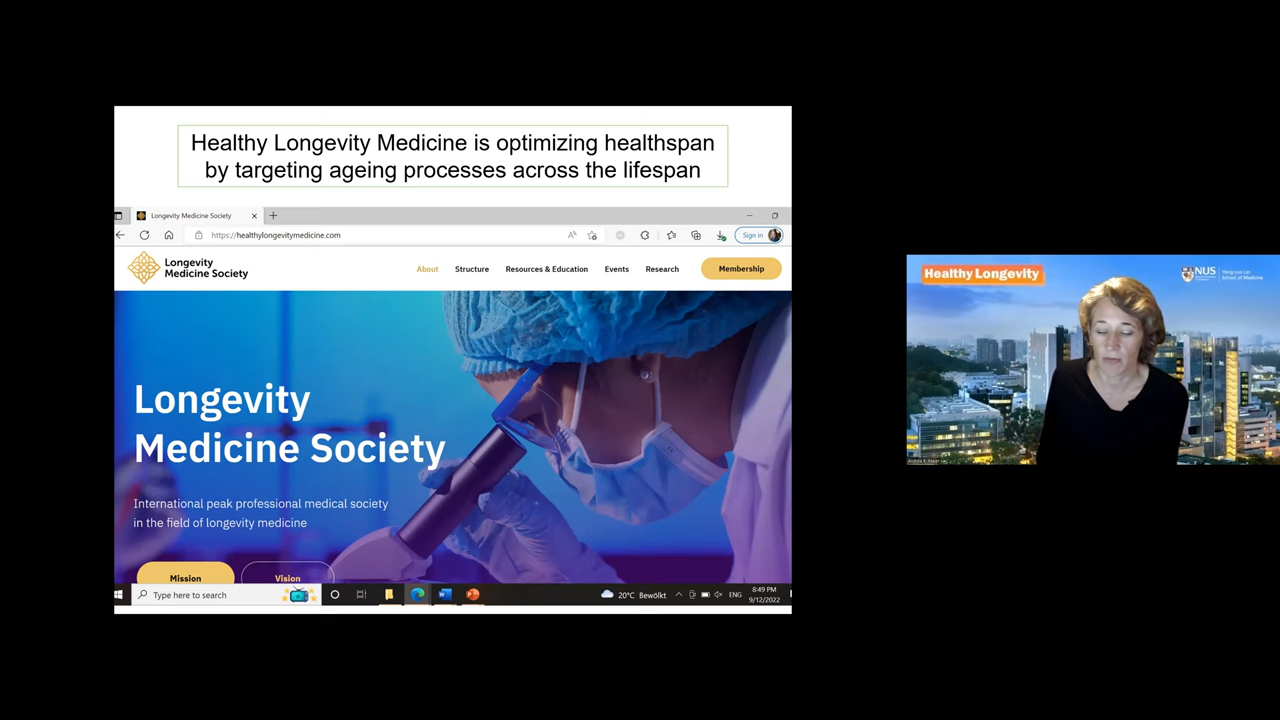 Healthy Longevity Medicine is optimizing healthspan
by targeting ageing processes across the lifespan
Longevity Medicine Society
https://healthylongevitymedicine.com
Sign in
Longevity
Medicine Society
About
Structure
Resources & Education
Events
Research
Membership
Longevity
Medicine Society
International peak professional medical society
in the field of longevity medicine
Mission
Vision
Type here to search
20°C Bewölkt
ENG
8:49 PM
9/12/2022
Healthy Longevity
NUS
Yong Loo Lin
School of Medicine